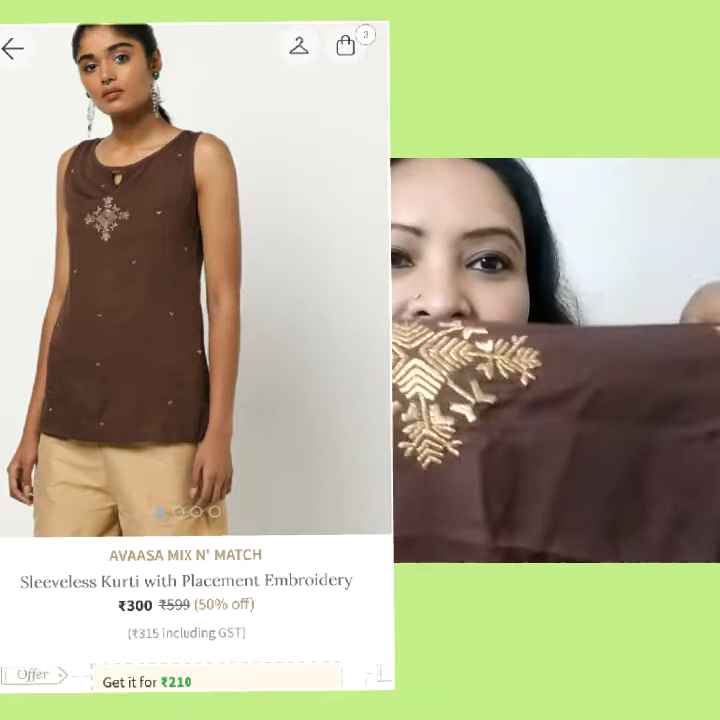 3
AVAASA MIX N' MATCH
Sleeveless Kurti with Placement Embroidery
₹300 ₹599 (50% off)
(₹315 including GST)
Offer
Get it for ₹210